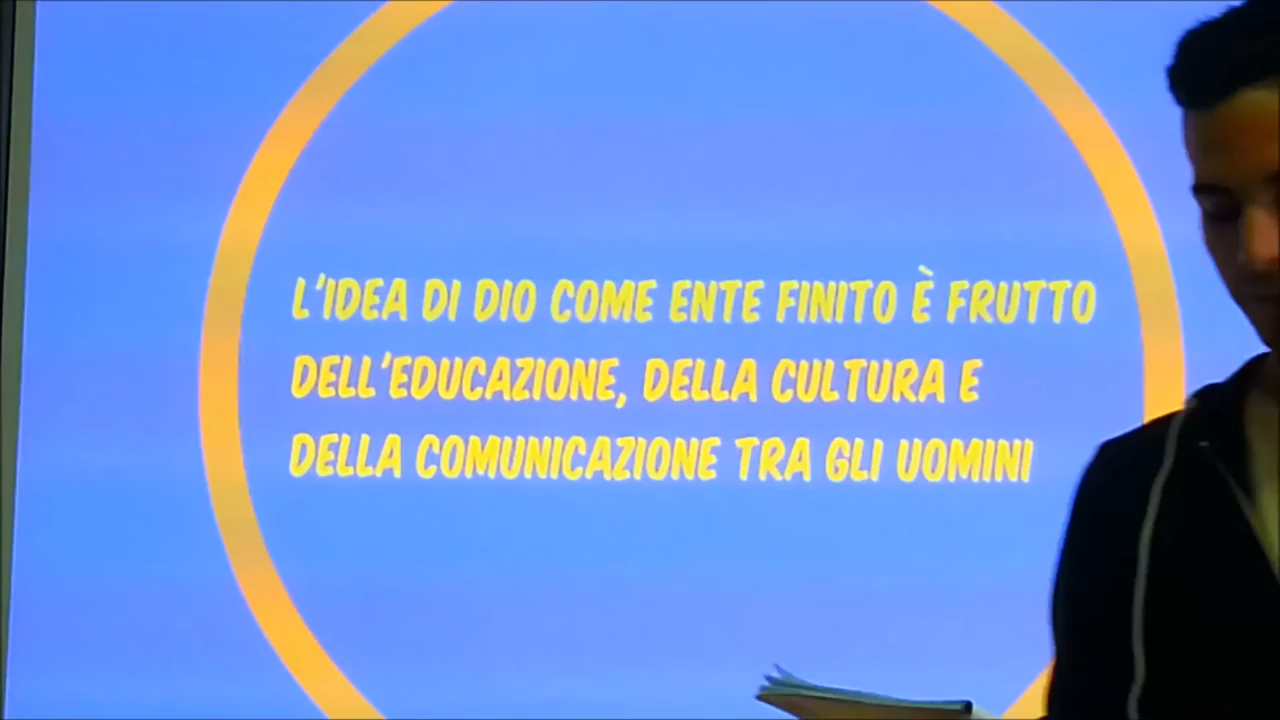 L'IDEA DI DIO COME ENTE FINITO È FRUTTO
DELL'EDUCAZIONE, DELLA CULTURA E
DELLA COMUNICAZIONE TRA GLI UOMINI